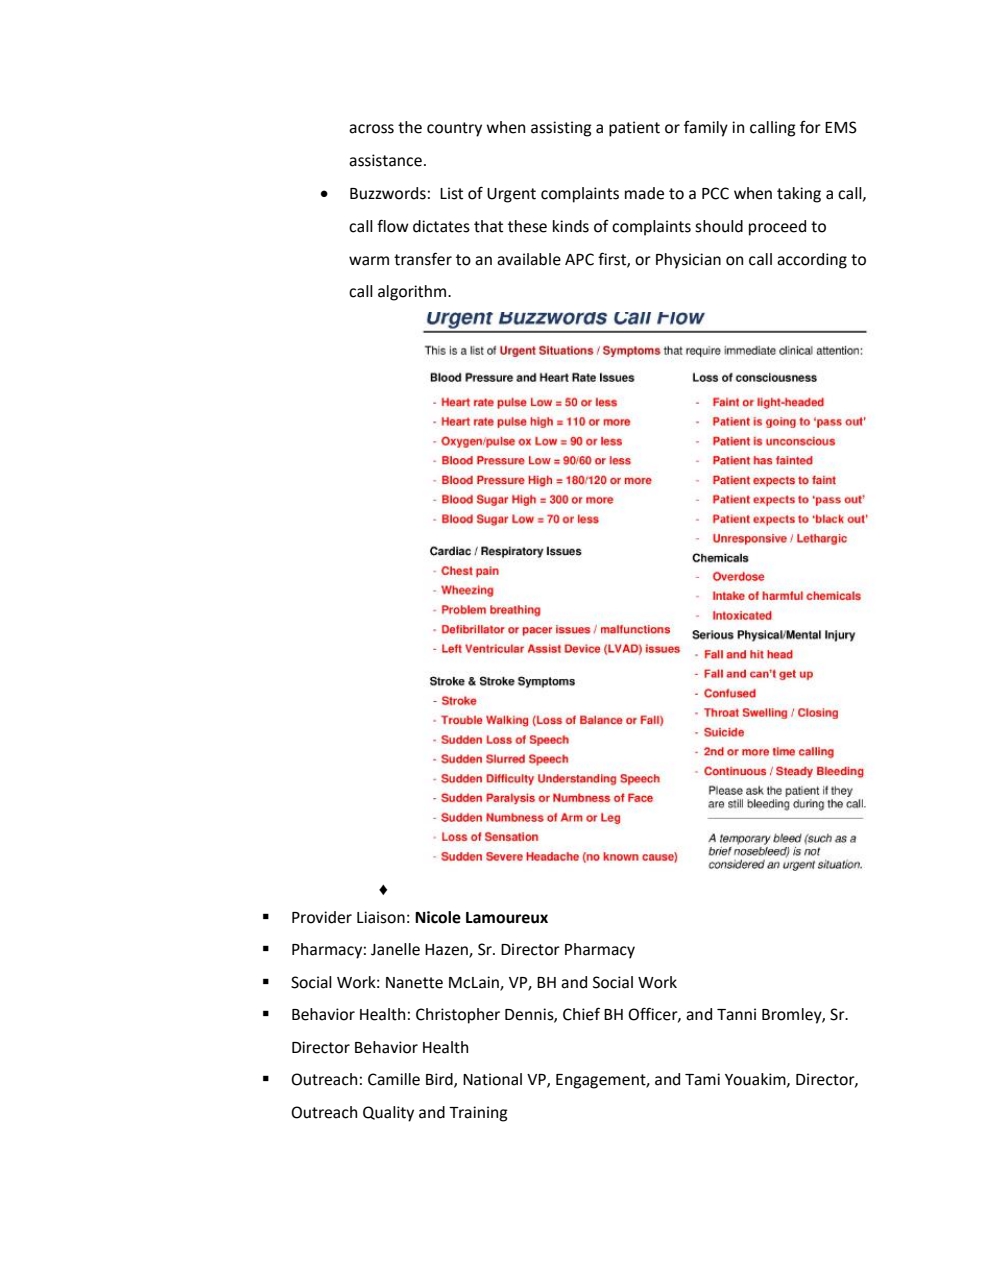 across the country when assisting a patient or family in calling for EMS
assistance.
• Buzzwords:  List of Urgent complaints made to a PCC when taking a call,
call flow dictates that these kinds of complaints should proceed to
warm transfer to an available APC first, or Physician on call according to
call algorithm.
Urgent Buzzwords Call Flow
This is a list of Urgent Situations / Symptoms that require immediate clinical attention:
Blood Pressure and Heart Rate Issues
- Heart rate pulse Low = 50 or less
- Heart rate pulse high = 110 or more
- Oxygen/pulse ox Low = 90 or less
- Blood Pressure Low = 90/60 or less
- Blood Pressure High = 180/120 or more
- Blood Sugar High = 300 or more
- Blood Sugar Low = 70 or less
Cardiac / Respiratory Issues
- Chest pain
- Wheezing
- Problem breathing
- Defibrillator or pacer issues / malfunctions
- Left Ventricular Assist Device (LVAD) issues
Stroke & Stroke Symptoms
- Stroke
- Trouble Walking (Loss of Balance or Fall)
- Sudden Loss of Speech
- Sudden Slurred Speech
- Sudden Difficulty Understanding Speech
- Sudden Paralysis or Numbness of Face
- Sudden Numbness of Arm or Leg
- Loss of Sensation
- Sudden Severe Headache (no known cause)
Loss of consciousness
- Faint or light-headed
- Patient is going to ‘pass out’
- Patient is unconscious
- Patient has fainted
- Patient expects to faint
- Patient expects to ‘pass out’
- Patient expects to ‘black out’
- Unresponsive / Lethargic
Chemicals
- Overdose
- Intake of harmful chemicals
- Intoxicated
Serious Physical/Mental Injury
- Fall and hit head
- Fall and can’t get up
- Confused
- Throat Swelling / Closing
- Suicide
- 2nd or more time calling
- Continuous / Steady Bleeding
Please ask the patient if they
are still bleeding during the call.
A temporary bleed (such as a
brief nosebleed) is not
considered an urgent situation.
♦
▪ Provider Liaison: Nicole Lamoureux
▪ Pharmacy: Janelle Hazen, Sr. Director Pharmacy
▪ Social Work: Nanette McLain, VP, BH and Social Work
▪ Behavior Health: Christopher Dennis, Chief BH Officer, and Tanni Bromley, Sr.
Director Behavior Health
▪ Outreach: Camille Bird, National VP, Engagement, and Tami Youakim, Director,
Outreach Quality and Training